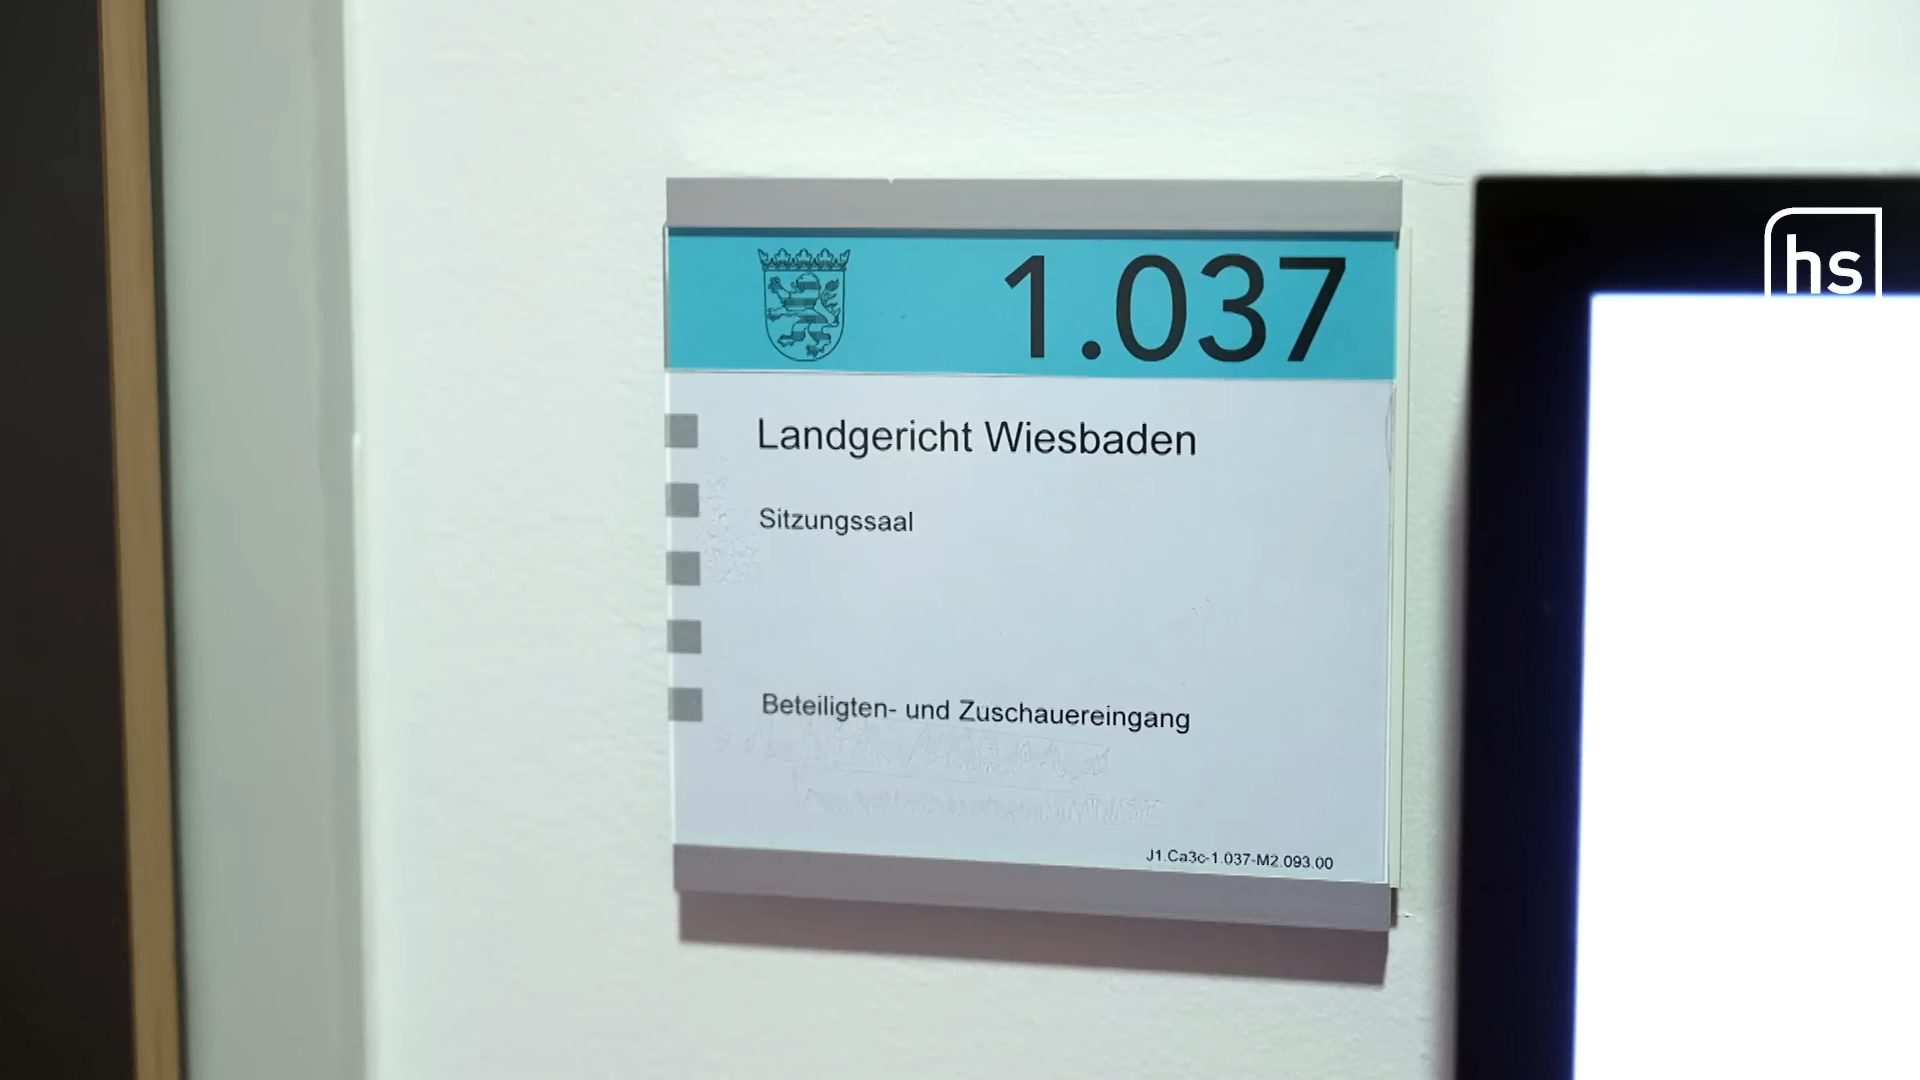 hs
1.037
Landgericht Wiesbaden
Sitzungssaal
Beteiligten- und Zuschauereingang
J1.Ca3c-1.037-M2.093.00